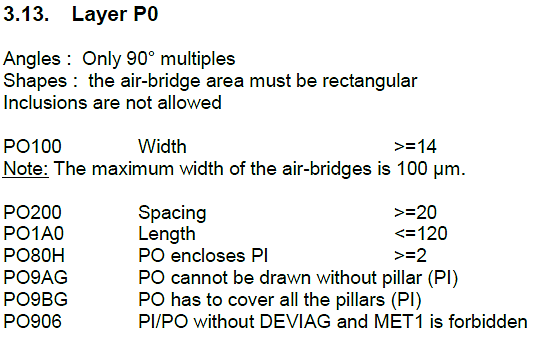 3.13. Layer P0
Angles : Only 90° multiples
Shapes : the air-bridge area must be rectangular
Inclusions are not allowed
PO100 Width >=14
Note: The maximum width of the air-bridges is 100 µm.
PO200 Spacing >=20
PO1A0 Length <=120
PO80H PO encloses PI >=2
PO9AG PO cannot be drawn without pillar (PI)
PO9BG PO has to cover all the pillars (PI)
PO906 PI/PO without DEVIAG and MET1 is forbidden